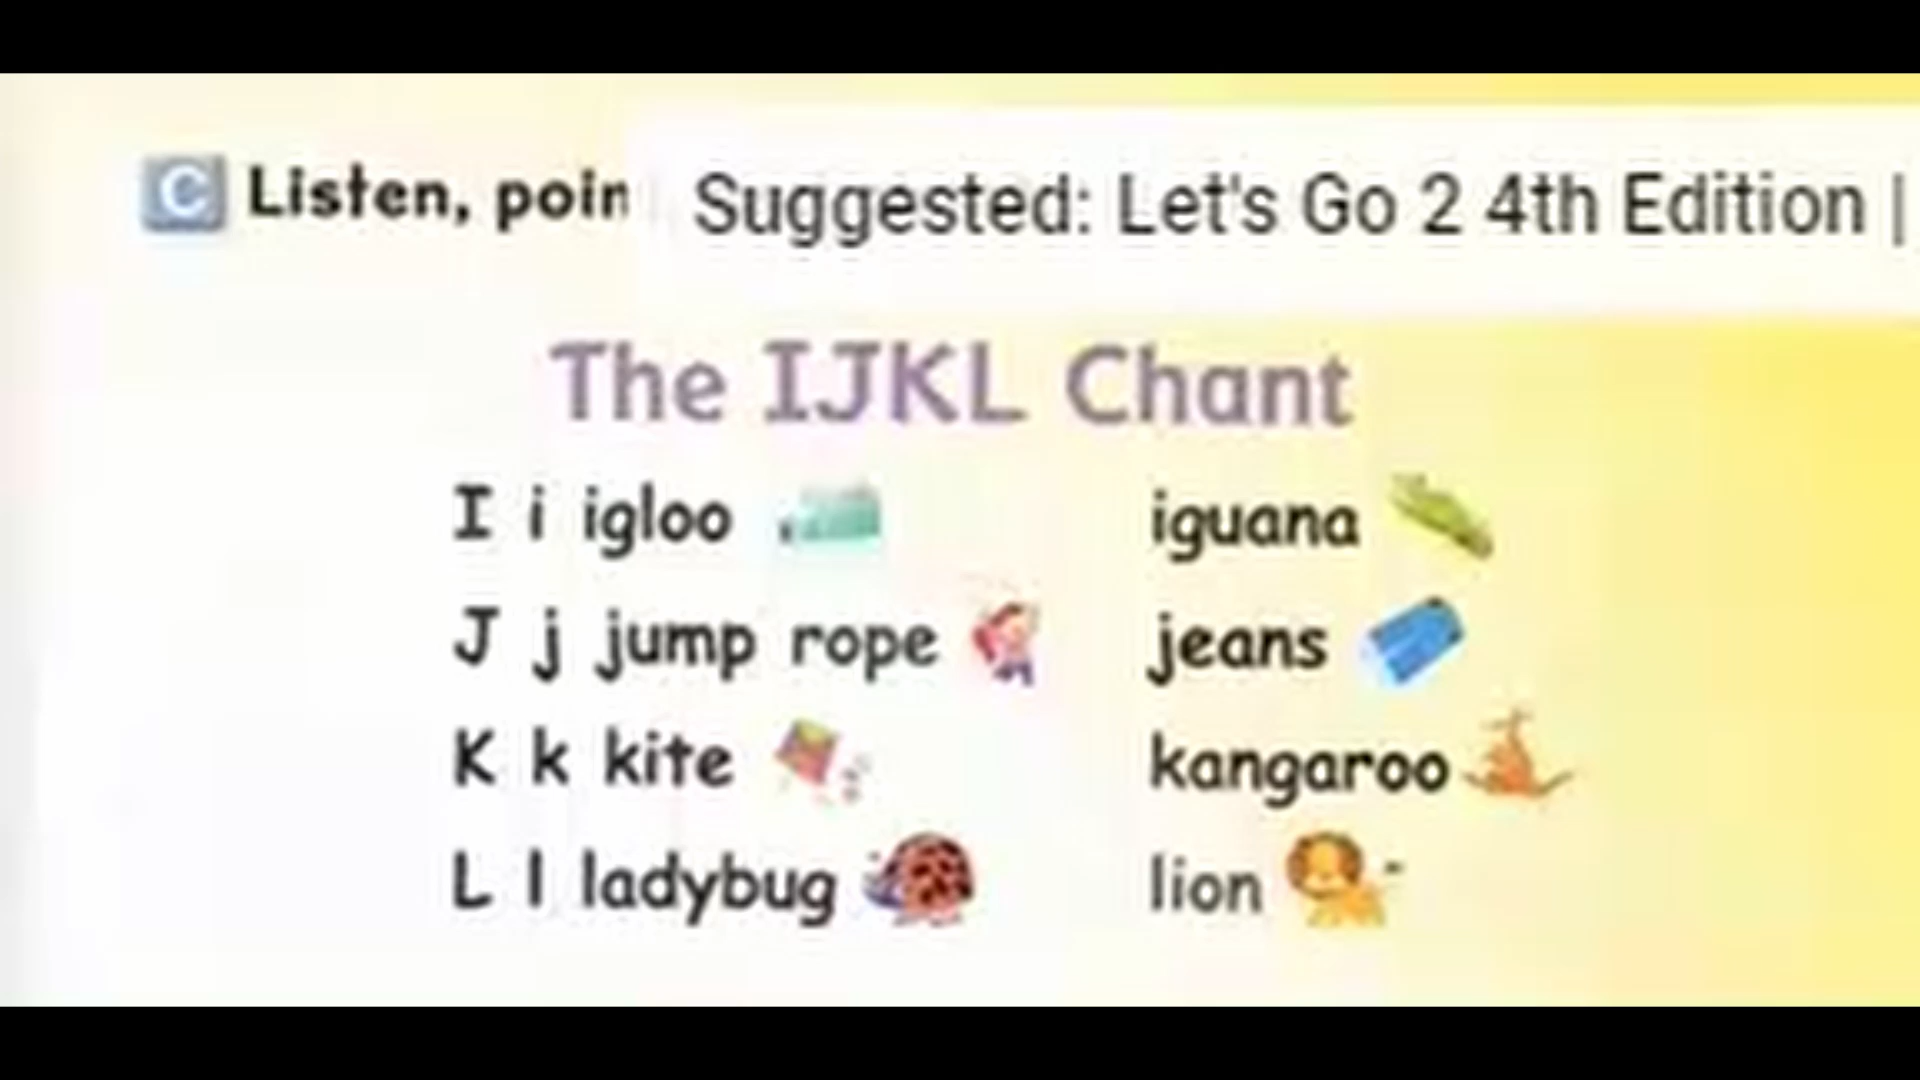 C Listen, poin
Suggested: Let's Go 2 4th Edition |
The IJKL Chant
I i igloo iguana
J j jump rope jeans
K k kite kangaroo
L l ladybug lion